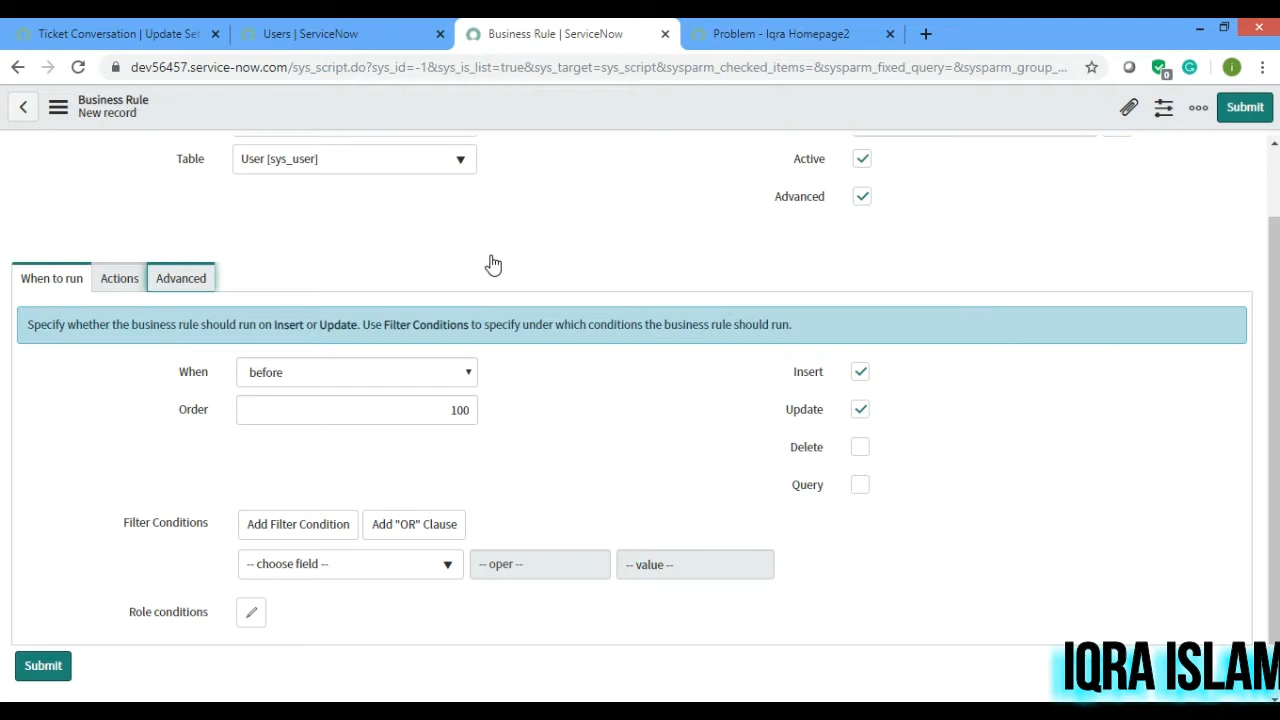 Ticket Conversation | Update Set
Users | ServiceNow
Business Rule | ServiceNow
Problem - Iqra Homepage2
dev56457.service-now.com/sys_script.do?sys_id=-1&sys_is_list=true&sys_target=sys_script&sysparm_checked_items=&sysparm_fixed_query=&sysparm_group_...
0
i
Business Rule
New record
Submit
Table
User [sys_user]
Active
Advanced
When to run
Actions
Advanced
Specify whether the business rule should run on Insert or Update. Use Filter Conditions to specify under which conditions the business rule should run.
When
before
Insert
Order
100
Update
Delete
Query
Filter Conditions
Add Filter Condition
Add "OR" Clause
-- choose field --
-- oper --
-- value --
Role conditions
Submit
IQRA ISLAM